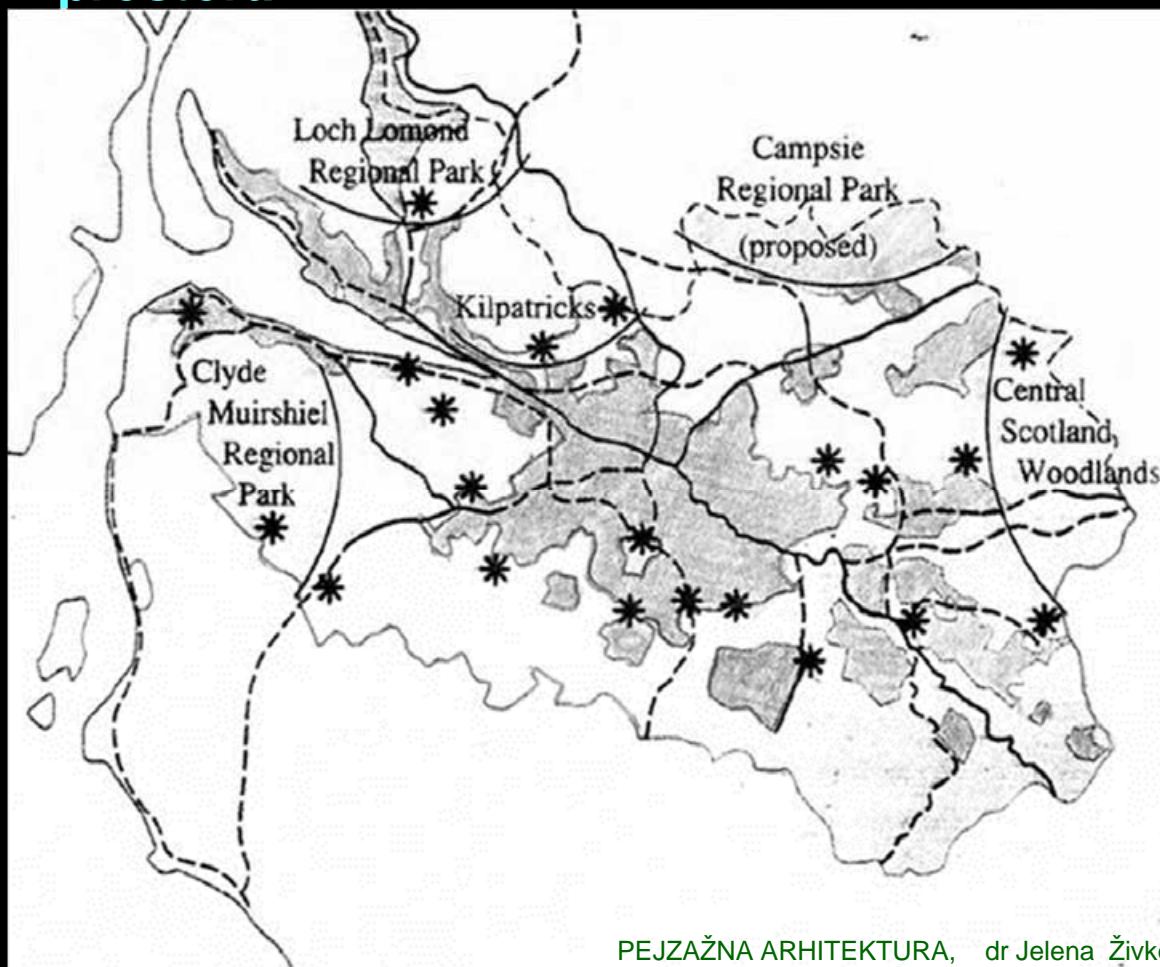 Loch Lomond
Regional Park
Campsie
Regional Park
(proposed)
Kilpatricks
Clyde
Muirshiel
Regional
Park
Central
Scotland
Woodlands
PEJZAŽNA ARHITEKTURA, dr Jelena